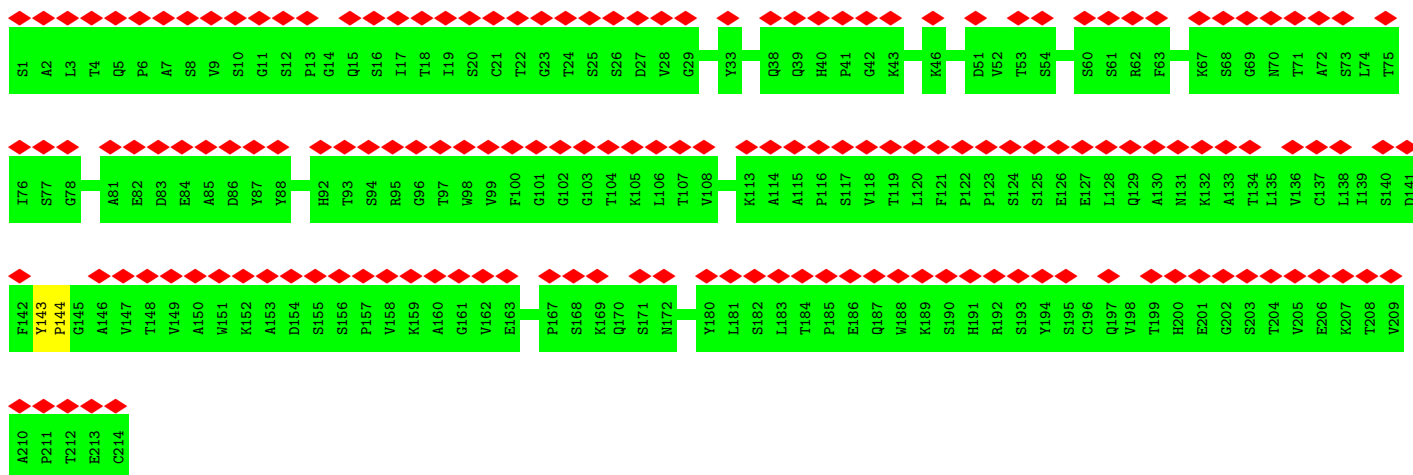 S1 A2 L3 T4 Q5 P6 A7 S8 V9 S10 G11 S12 P13 G14 Q15 S16 I17 T18 I19 S20 C21 T22 G23 T24 S25 S26 D27 V28 G29 Y33 Q38 Q39 H40 P41 G42 K43 K46 D51 V52 T53 S54 S60 S61 R62 F63 K67 S68 G69 N70 T71 A72 S73 L74 T75
I76 S77 G78 A81 E82 D83 E84 A85 D86 Y87 Y88 H92 T93 S94 R95 G96 T97 W98 V99 F100 G101 G102 G103 T104 K105 L106 T107 V108 K113 A114 A115 P116 S117 V118 T119 L120 F121 P122 P123 S124 S125 E126 E127 L128 Q129 A130 N131 K132 A133 T134 L135 V136 C137 L138 I139 S140 D141
F142 Y143 P144 G145 A146 V147 T148 V149 A150 W151 K152 A153 D154 S155 S156 P157 V158 K159 A160 G161 V162 E163 P167 S168 K169 Q170 S171 N172 Y180 L181 S182 L183 T184 P185 E186 Q187 W188 K189 S190 H191 R192 S193 Y194 S195 C196 Q197 V198 T199 H200 E201 G202 S203 T204 V205 E206 K207 T208 V209
A210 P211 T212 E213 C214